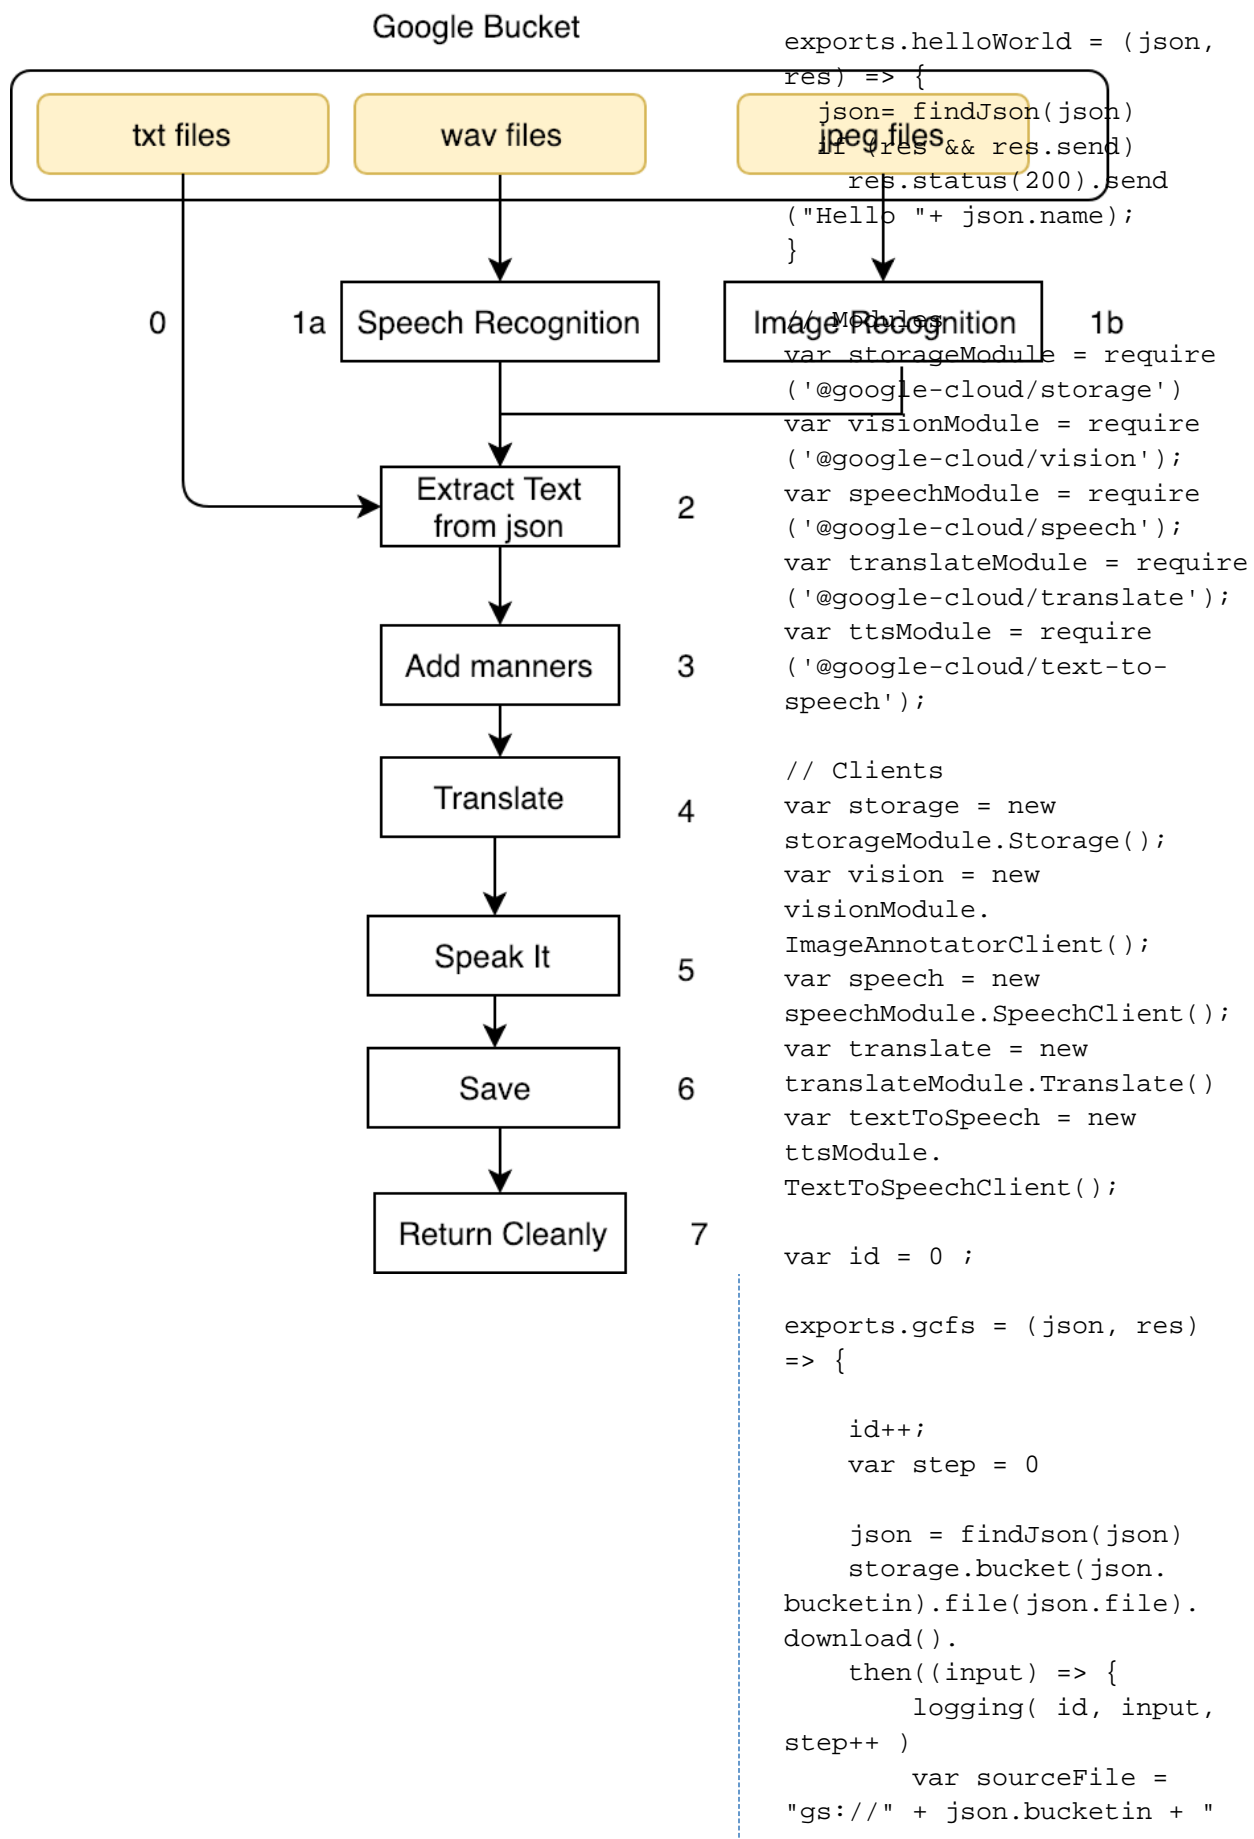 Google Bucket
txt files
wav files
jpeg files
0
1a
Speech Recognition
Image Recognition
1b
Extract Text
from json
2
Add manners
3
Translate
4
Speak It
5
Save
6
Return Cleanly
7
exports.helloWorld = (json,
res) => {
  json= findJson(json)
  if (res && res.send)
    res.status(200).send
("Hello "+ json.name);
}

// Modules
var storageModule = require
('@google-cloud/storage')
var visionModule = require
('@google-cloud/vision');
var speechModule = require
('@google-cloud/speech');
var translateModule = require
('@google-cloud/translate');
var ttsModule = require
('@google-cloud/text-to-
speech');

// Clients
var storage = new
storageModule.Storage();
var vision = new
visionModule.
ImageAnnotatorClient();
var speech = new
speechModule.SpeechClient();
var translate = new
translateModule.Translate()
var textToSpeech = new
ttsModule.
TextToSpeechClient();

var id = 0 ;

exports.gcfs = (json, res)
=> {

    id++;
    var step = 0

    json = findJson(json)
    storage.bucket(json.
bucketin).file(json.file).
download().
    then((input) => {
        logging( id, input,
step++ )
        var sourceFile =
"gs://" + json.bucketin + "